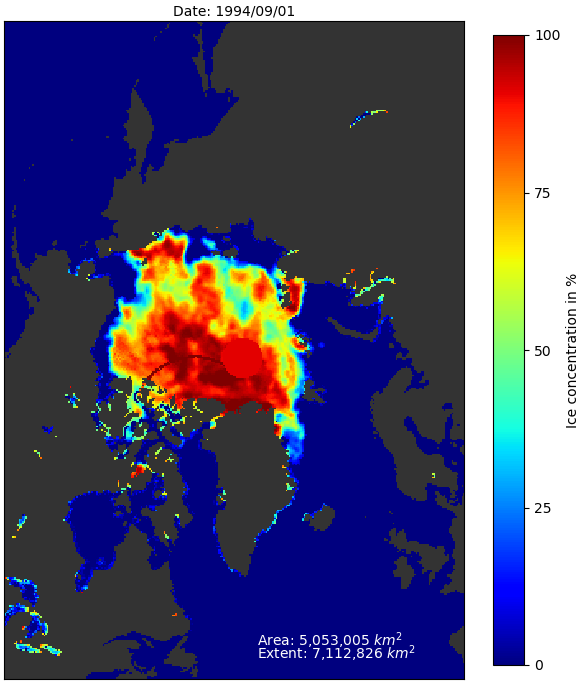 Date: 1994/09/01
100
75
50
25
0
Ice concentration in %
Area: 5,053,005 km²
Extent: 7,112,826 km²